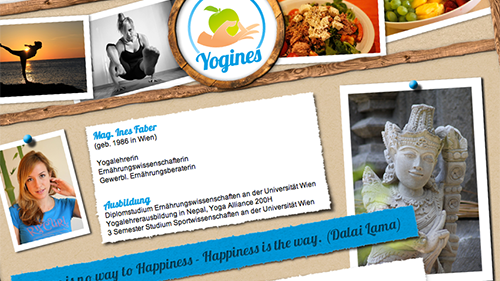 Yogines
Mag. Ines Faber
(geb. 1986 in Wien)
Yogalehrerin
Ernährungswissenschafterin
Gewerbl. Ernährungsberaterin
Ausbildung
Diplomstudium Ernährungswissenschaften an der Universität Wien
Yogalehrerausbildung in Nepal, Yoga Alliance 200H
3 Semester Studium Sportwissenschaften an der Universität Wien
is no way to Happiness - Happiness is the way. (Dalai Lama)